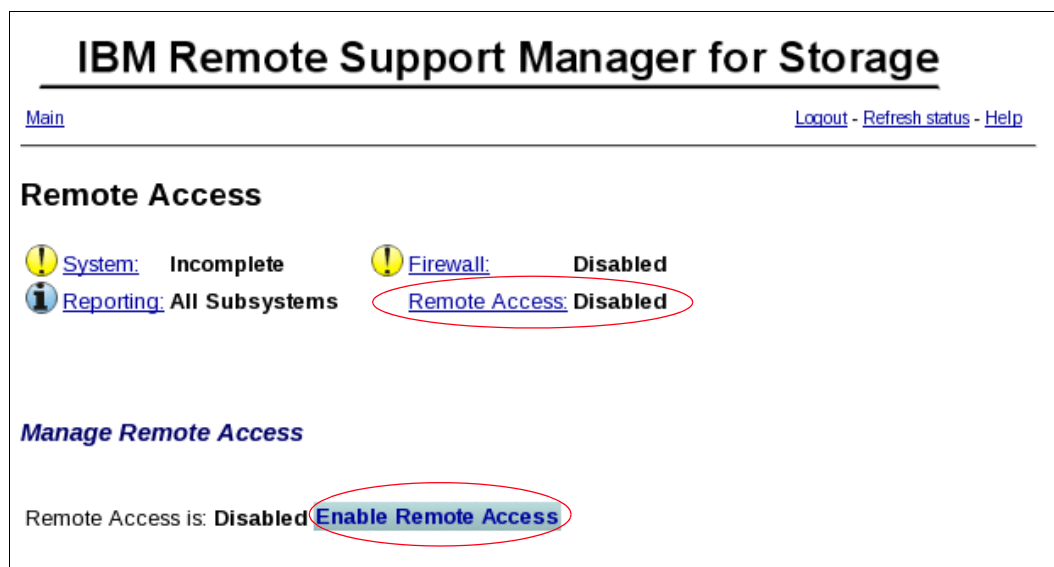 IBM Remote Support Manager for Storage
Main Logout - Refresh status - Help
Remote Access
System: Incomplete Firewall: Disabled
Reporting: All Subsystems Remote Access: Disabled
Manage Remote Access
Remote Access is: Disabled Enable Remote Access